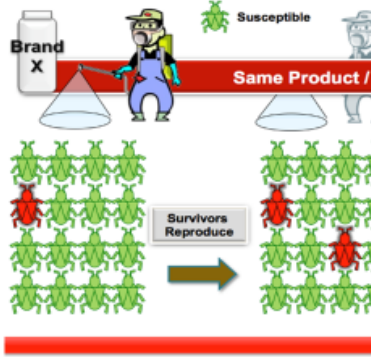 Susceptible
Brand
X
Same Product /
Survivors
Reproduce